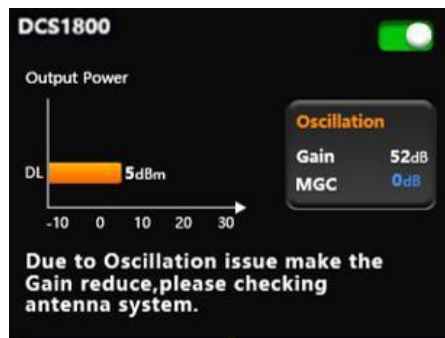 DCS1800
Output Power
Oscillation
Gain 52dB
MGC 0dB
DL 5dBm
-10 0 10 20 30
Due to Oscillation issue make the
Gain reduce,please checking
antenna system.